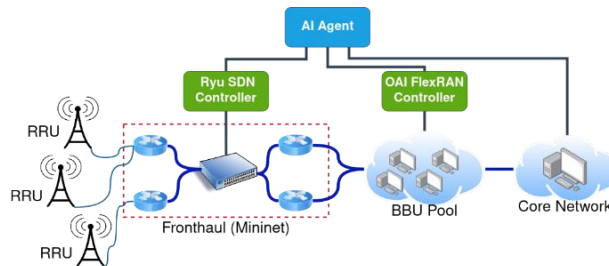 AI Agent
Ryu SDN
Controller
OAI FlexRAN
Controller
RRU
RRU
RRU
Fronthaul (Mininet)
BBU Pool
Core Network